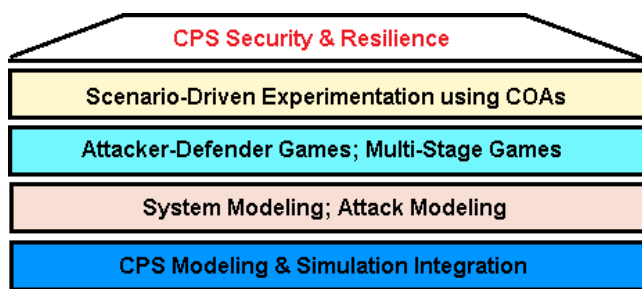 CPS Security & Resilience
Scenario-Driven Experimentation using COAs
Attacker-Defender Games; Multi-Stage Games
System Modeling; Attack Modeling
CPS Modeling & Simulation Integration